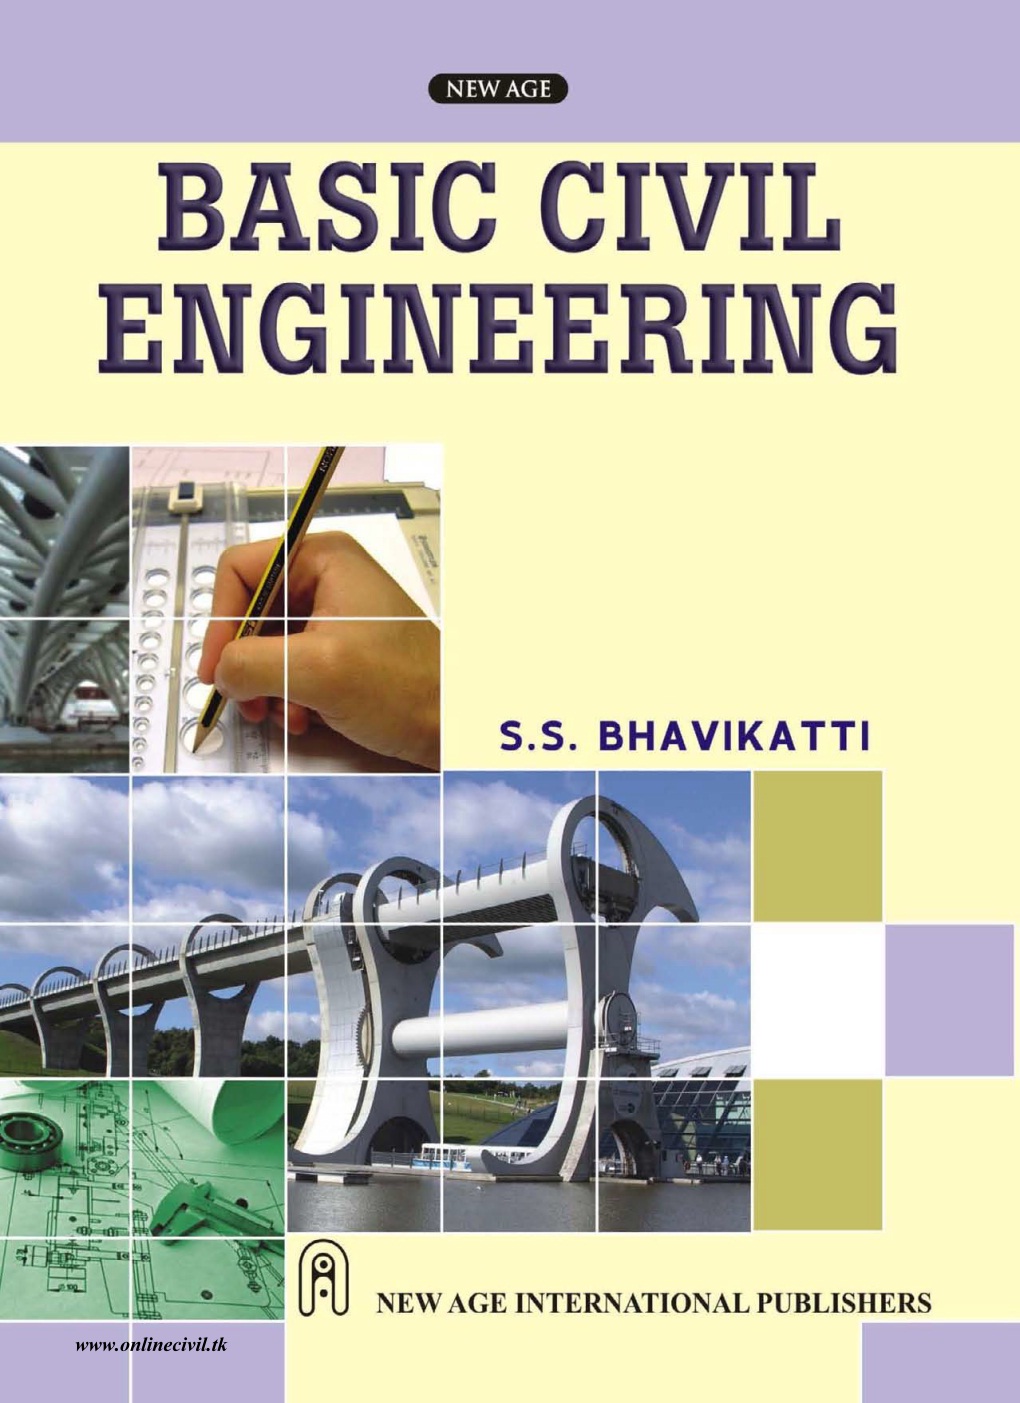 NEW AGE
BASIC CIVIL
ENGINEERING
S.S. BHAVIKATTI
NEW AGE INTERNATIONAL PUBLISHERS
www.onlinecivil.tk